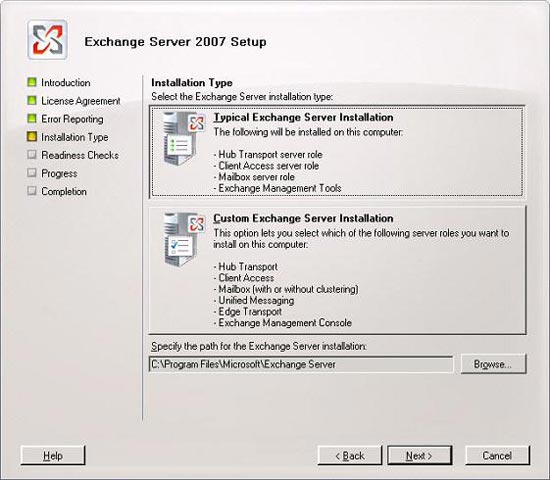 Exchange Server 2007 Setup
Introduction
License Agreement
Error Reporting
Installation Type
Readiness Checks
Progress
Completion
Installation Type
Select the Exchange Server installation type:
Typical Exchange Server Installation
The following will be installed on this computer:
- Hub Transport server role
- Client Access server role
- Mailbox server role
- Exchange Management Tools
Custom Exchange Server Installation
This option lets you select which of the following server roles you want to
install on this computer:
- Hub Transport
- Client Access
- Mailbox (with or without clustering)
- Unified Messaging
- Edge Transport
- Exchange Management Console
Specify the path for the Exchange Server installation:
C:\Program Files\Microsoft\Exchange Server
Browse...
Help
< Back
Next >
Cancel